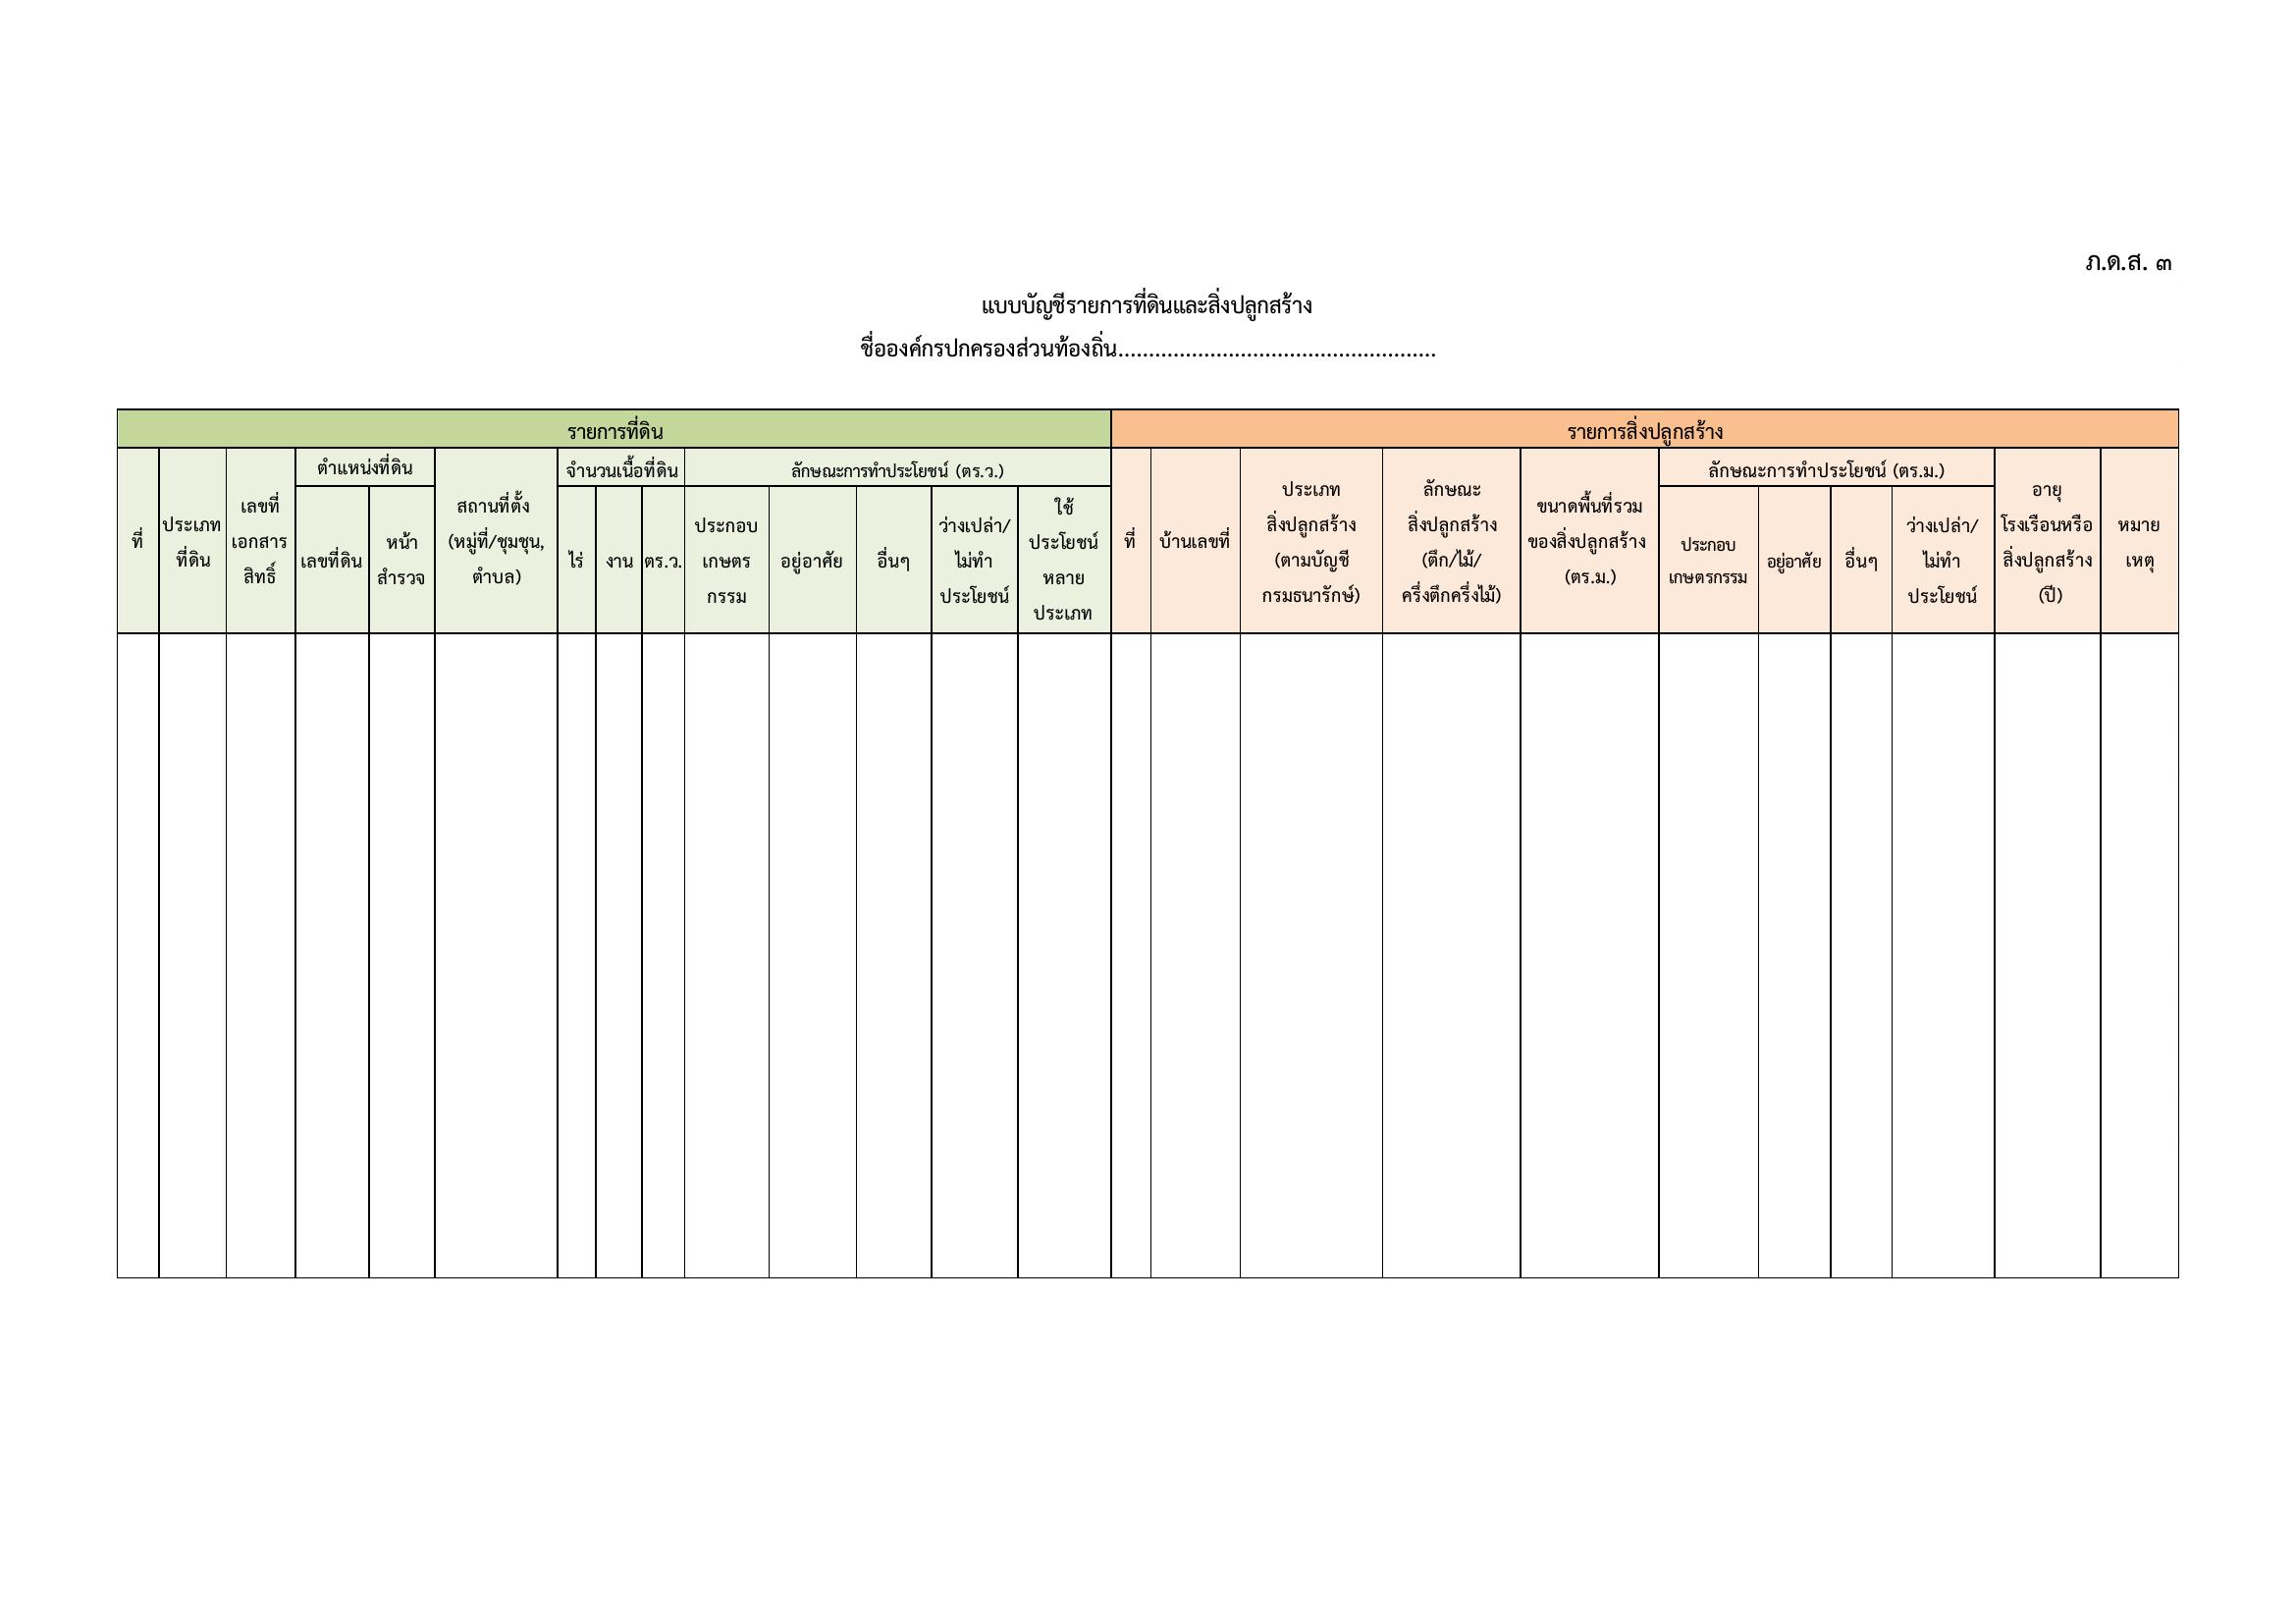 ภ.ด.ส. ๓
แบบบัญชีรายการที่ดินและสิ่งปลูกสร้าง
ชื่อองค์กรปกครองส่วนท้องถิ่น....................................................
รายการที่ดิน
รายการสิ่งปลูกสร้าง
ที่
ประเภท
ที่ดิน
เลขที่
เอกสาร
สิทธิ์
ตำแหน่งที่ดิน
เลขที่ดิน
หน้า
สำรวจ
สถานที่ตั้ง
(หมู่ที่/ชุมชุน,
ตำบล)
จำนวนเนื้อที่ดิน
ไร่
งาน
ตร.ว.
ลักษณะการทำประโยชน์ (ตร.ว.)
ประกอบ
เกษตร
กรรม
อยู่อาศัย
อื่นๆ
ว่างเปล่า/
ไม่ทำ
ประโยชน์
ใช้
ประโยชน์
หลาย
ประเภท
ที่
บ้านเลขที่
ประเภท
สิ่งปลูกสร้าง
(ตามบัญชี
กรมธนารักษ์)
ลักษณะ
สิ่งปลูกสร้าง
(ตึก/ไม้/
ครึ่งตึกครึ่งไม้)
ขนาดพื้นที่รวม
ของสิ่งปลูกสร้าง
(ตร.ม.)
ลักษณะการทำประโยชน์ (ตร.ม.)
ประกอบ
เกษตรกรรม
อยู่อาศัย
อื่นๆ
ว่างเปล่า/
ไม่ทำ
ประโยชน์
อายุ
โรงเรือนหรือ
สิ่งปลูกสร้าง
(ปี)
หมาย
เหตุ